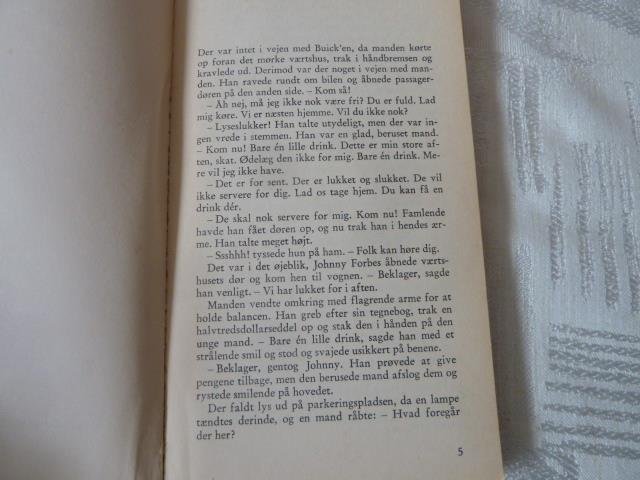 Der var intet i vejen med Buick'en, da manden kørte
op foran det mørke værtshus, trak i håndbremsen og
kravlede ud. Derimod var der noget i vejen med man-
den. Han ravede rundt om bilen og åbnede passager-
døren på den anden side. – Kom så!
– Åh nej, må jeg ikke nok være fri? Du er fuld. Lad
mig køre. Vi er næsten hjemme. Vil du ikke nok?
– Lyseslukker! Han talte utydeligt, men der var in-
gen vrede i stemmen. Han var en glad, beruset mand.
– Kom nu! Bare én lille drink. Dette er min store af-
ten, skat. Ødelæg den ikke for mig. Bare én drink. Me-
re vil jeg ikke have.
– Det er for sent. Der er lukket og slukket. De vil
ikke servere for dig. Lad os tage hjem. Du kan få en
drink dér.
– De skal nok servere for mig. Kom nu! Famlende
havde han fået døren op, og nu trak han i hendes ær-
me. Han talte meget højt.
– Ssshhh! tyssede hun på ham. – Folk kan høre dig.
Det var i det øjeblik, Johnny Forbes åbnede værts-
husets dør og kom hen til vognen. – Beklager, sagde
han venligt. – Vi har lukket for i aften.
Manden vendte omkring med flagrende arme for at
holde balancen. Han greb efter sin tegnebog, trak en
halvtredsdollarseddel op og stak den i hånden på den
unge mand. – Bare én lille drink, sagde han med et
strålende smil og stod og svajede usikkert på benene.
– Beklager, gentog Johnny. Han prøvede at give
pengene tilbage, men den berusede mand afslog dem og
rystede smilende på hovedet.
Der faldt lys ud på parkeringspladsen, da en lampe
tændtes derinde, og en mand råbte: – Hvad foregår
der her?
5